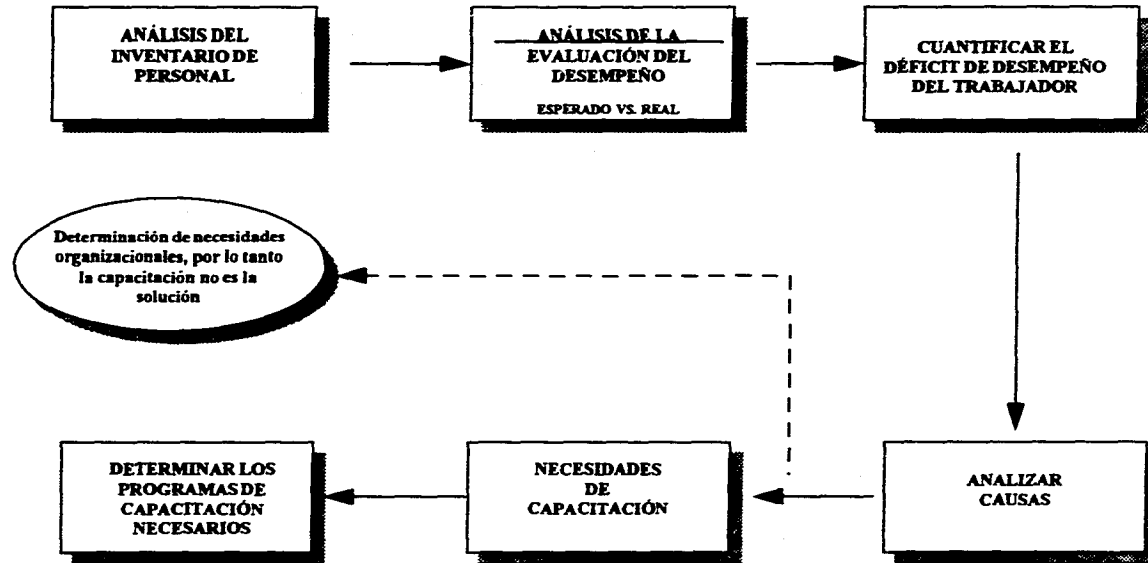 ANÁLISIS DEL
INVENTARIO DE
PERSONAL
ANÁLISIS DE LA
EVALUACIÓN DEL
DESEMPEÑO
ESPERADO VS. REAL
CUANTIFICAR EL
DÉFICIT DE DESEMPEÑO
DEL TRABAJADOR
Determinación de necesidades
organizacionales, por lo tanto
la capacitación no es la
solución
DETERMINAR LOS
PROGRAMAS DE
CAPACITACIÓN
NECESARIOS
NECESIDADES
DE
CAPACITACIÓN
ANALIZAR
CAUSAS